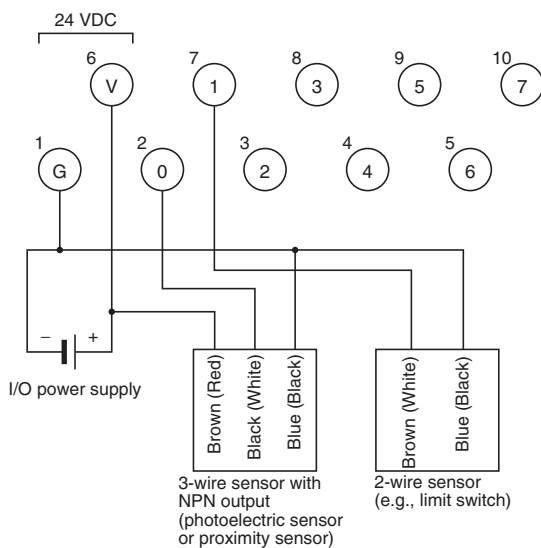 24 VDC
6
7
8
9
10
V
1
3
5
7
1
2
3
4
5
G
0
2
4
6
− +
I/O power supply
Brown (Red)
Black (White)
Blue (Black)
Brown (White)
Blue (Black)
3-wire sensor with
NPN output
(photoelectric sensor
or proximity sensor)
2-wire sensor
(e.g., limit switch)